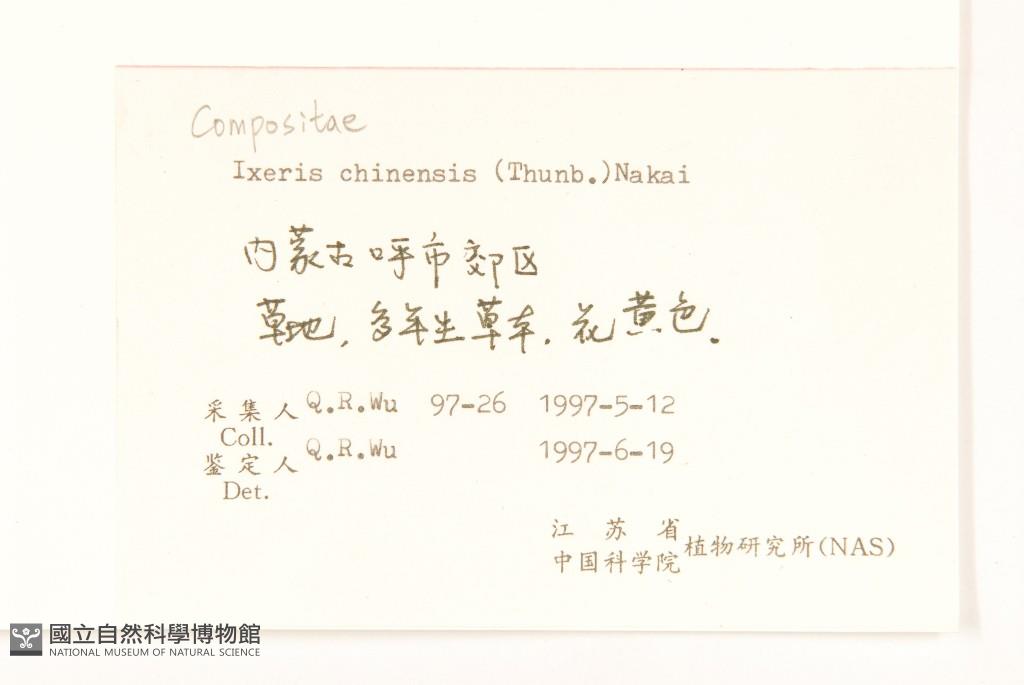 Compositae
Ixeris chinensis (Thunb.)Nakai
内蒙古呼市郊区
草地,多年生草本.花黄色.
采集人 Q.R.Wu 97-26 1997-5-12
Coll.
鉴定人 Q.R.Wu 1997-6-19
Det.
江苏省
中国科学院 植物研究所(NAS)
國立自然科學博物館
NATIONAL MUSEUM OF NATURAL SCIENCE